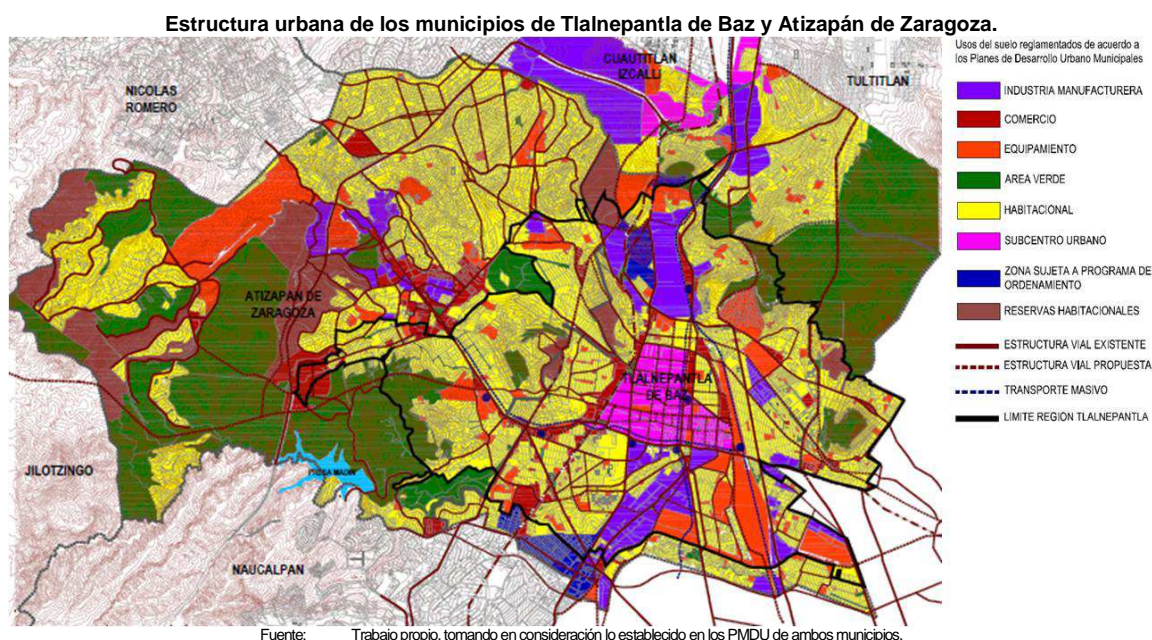 Estructura urbana de los municipios de Tlalnepantla de Baz y Atizapán de Zaragoza.
Usos del suelo reglamentados de acuerdo a
los Planes de Desarrollo Urbano Municipales
INDUSTRIA MANUFACTURERA
COMERCIO
EQUIPAMIENTO
AREA VERDE
HABITACIONAL
SUBCENTRO URBANO
ZONA SUJETA A PROGRAMA DE
ORDENAMIENTO
RESERVAS HABITACIONALES
ESTRUCTURA VIAL EXISTENTE
ESTRUCTURA VIAL PROPUESTA
TRANSPORTE MASIVO
LIMITE REGIÓN TLALNEPANTLA
CUAUTITLAN
IZCALLI
TULTITLAN
NICOLAS
ROMERO
ATIZAPAN DE
ZARAGOZA
TLALNEPANTLA
DE BAZ
JILOTZINGO
PRESA MADIN
NAUCALPAN
Fuente: Trabajo propio, tomando en consideración lo establecido en los PMDU de ambos municipios.